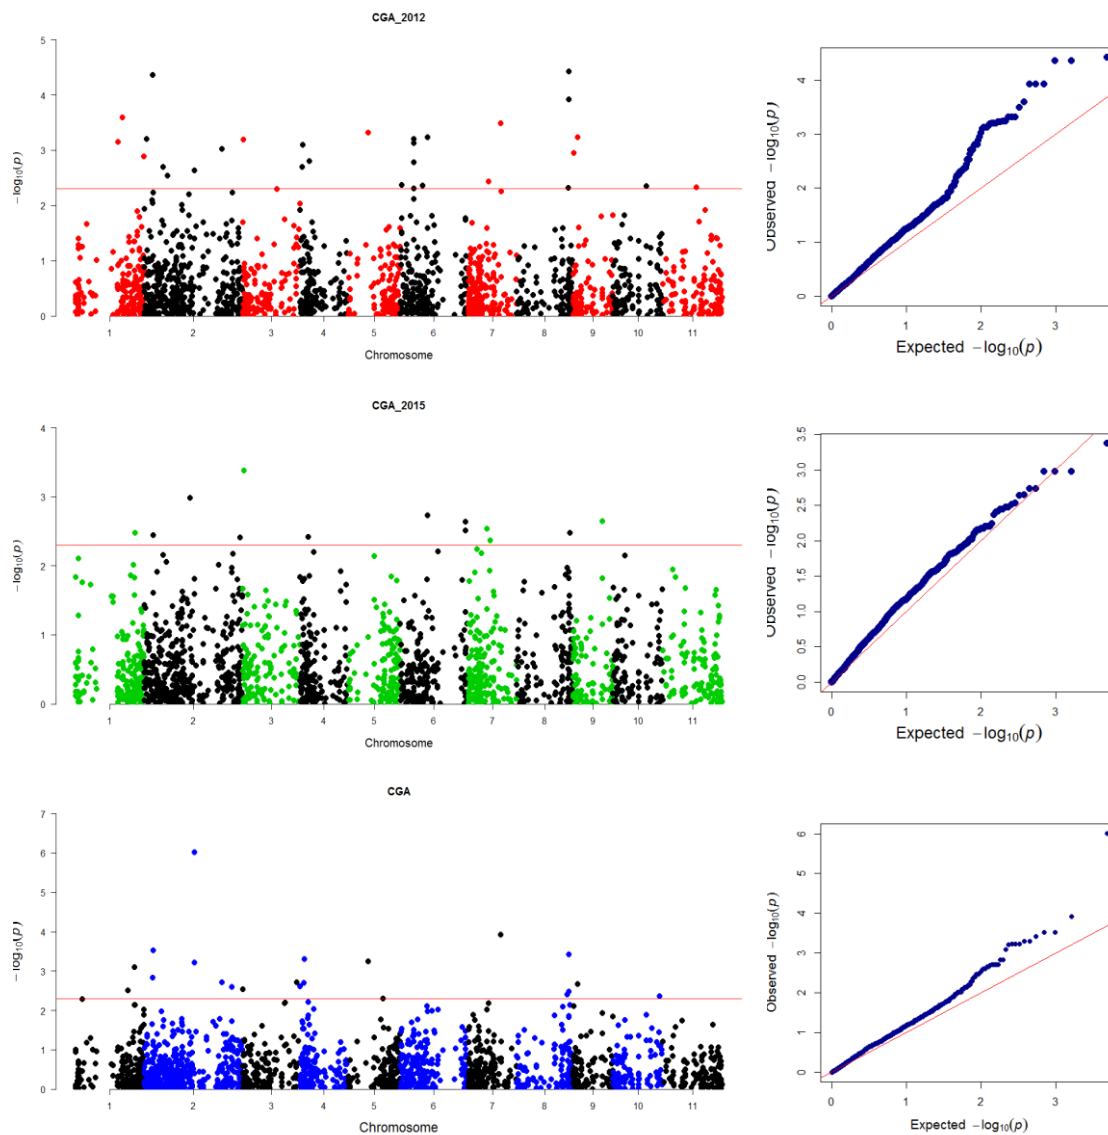 CGA_2012
5
4
3
2
1
0
−log10(p)
1 2 3 4 5 6 7 8 9 10 11
Chromosome
4
3
2
1
0
Observed −log10(p)
0 1 2 3
Expected −log10(p)
CGA_2015
4
3
2
1
0
−log10(p)
1 2 3 4 5 6 7 8 9 10 11
Chromosome
3.5
3.0
2.5
2.0
1.5
1.0
0.5
0.0
Observed −log10(p)
0 1 2 3
Expected −log10(p)
CGA
7
6
5
4
3
2
1
0
−log10(p)
1 2 3 4 5 6 7 8 9 10 11
Chromosome
6
5
4
3
2
1
0
Observed −log10(p)
0 1 2 3
Expected −log10(p)